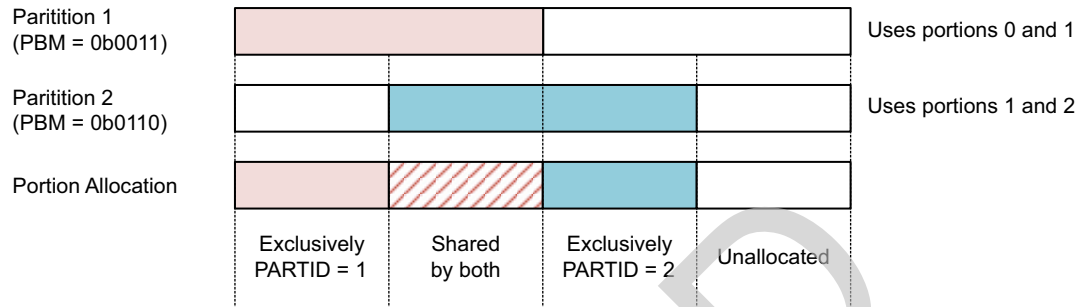 Paritition 1
(PBM = 0b0011)
Uses portions 0 and 1
Paritition 2
(PBM = 0b0110)
Uses portions 1 and 2
Portion Allocation
Exclusively
PARTID = 1
Shared
by both
Exclusively
PARTID = 2
Unallocated